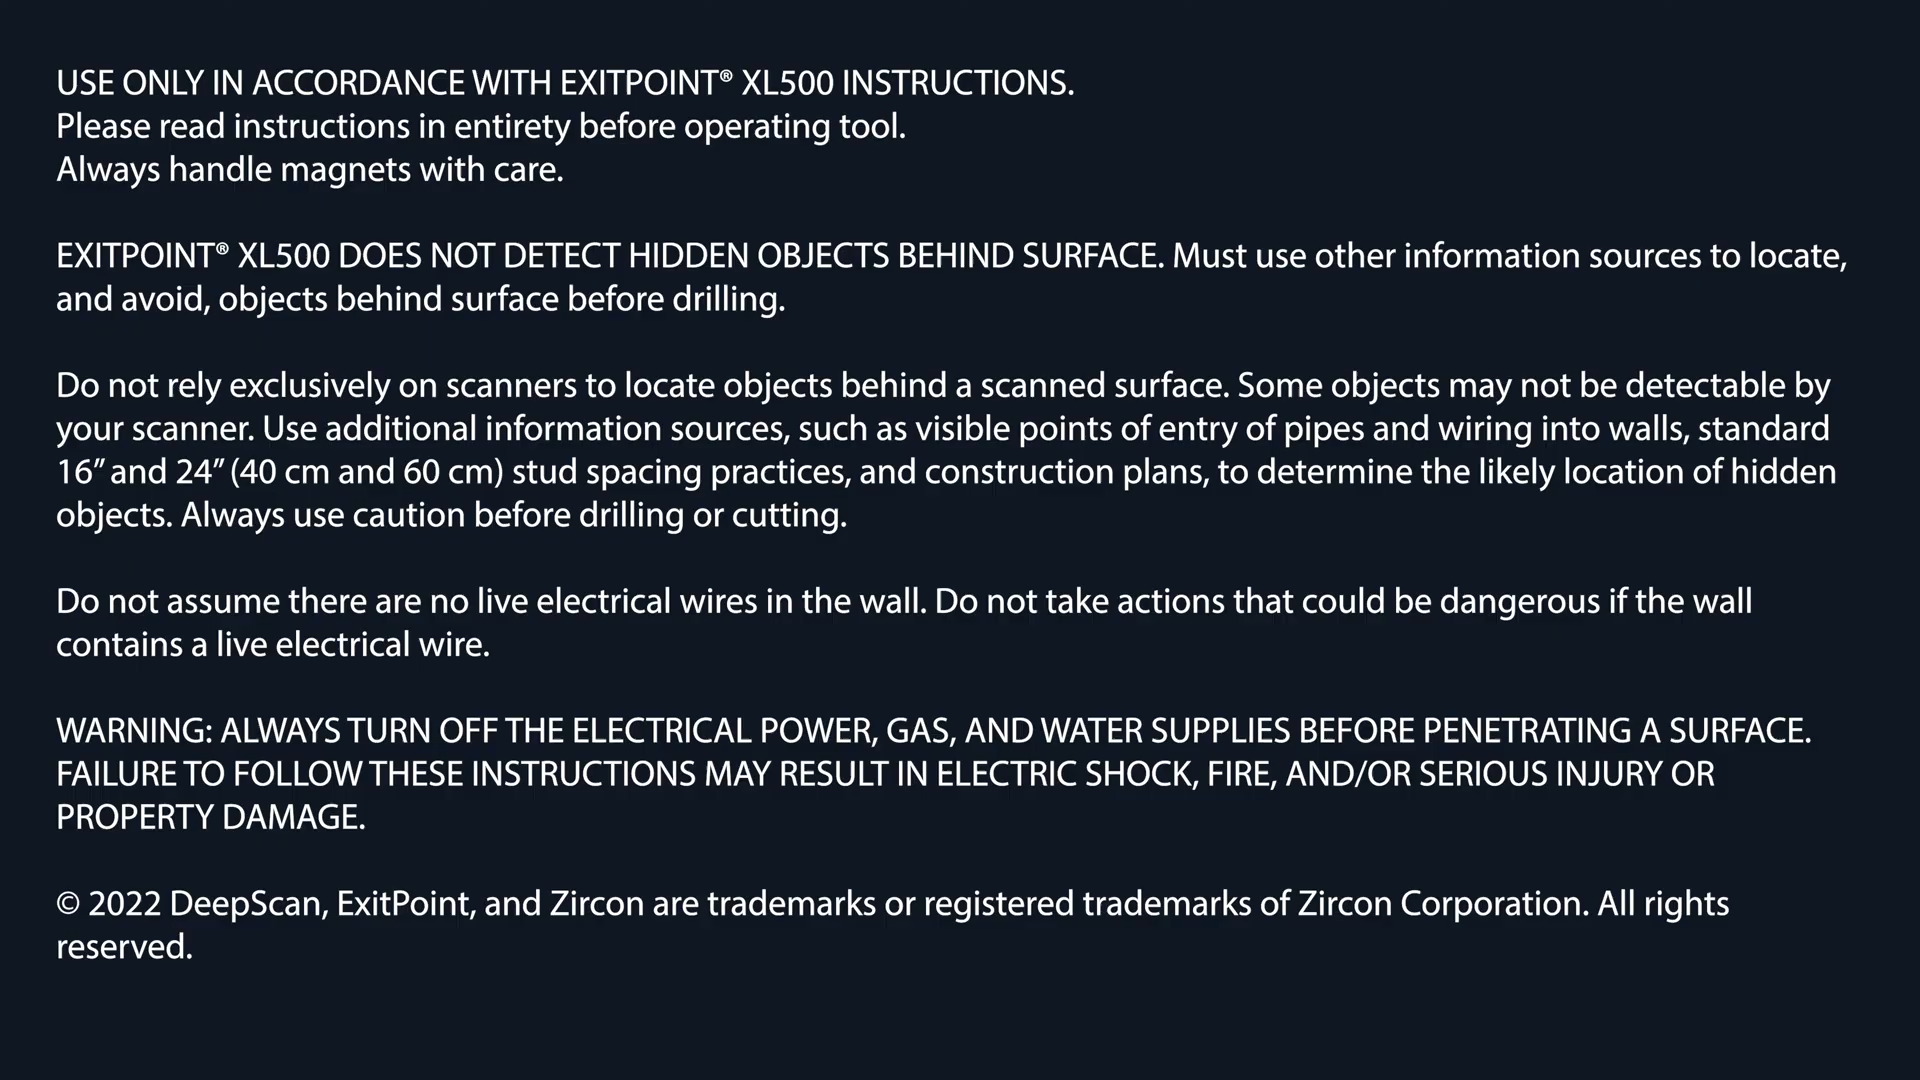 USE ONLY IN ACCORDANCE WITH EXITPOINT® XL500 INSTRUCTIONS.
Please read instructions in entirety before operating tool.
Always handle magnets with care.
EXITPOINT® XL500 DOES NOT DETECT HIDDEN OBJECTS BEHIND SURFACE. Must use other information sources to locate,
and avoid, objects behind surface before drilling.
Do not rely exclusively on scanners to locate objects behind a scanned surface. Some objects may not be detectable by
your scanner. Use additional information sources, such as visible points of entry of pipes and wiring into walls, standard
16” and 24” (40 cm and 60 cm) stud spacing practices, and construction plans, to determine the likely location of hidden
objects. Always use caution before drilling or cutting.
Do not assume there are no live electrical wires in the wall. Do not take actions that could be dangerous if the wall
contains a live electrical wire.
WARNING: ALWAYS TURN OFF THE ELECTRICAL POWER, GAS, AND WATER SUPPLIES BEFORE PENETRATING A SURFACE.
FAILURE TO FOLLOW THESE INSTRUCTIONS MAY RESULT IN ELECTRIC SHOCK, FIRE, AND/OR SERIOUS INJURY OR
PROPERTY DAMAGE.
© 2022 DeepScan, ExitPoint, and Zircon are trademarks or registered trademarks of Zircon Corporation. All rights
reserved.